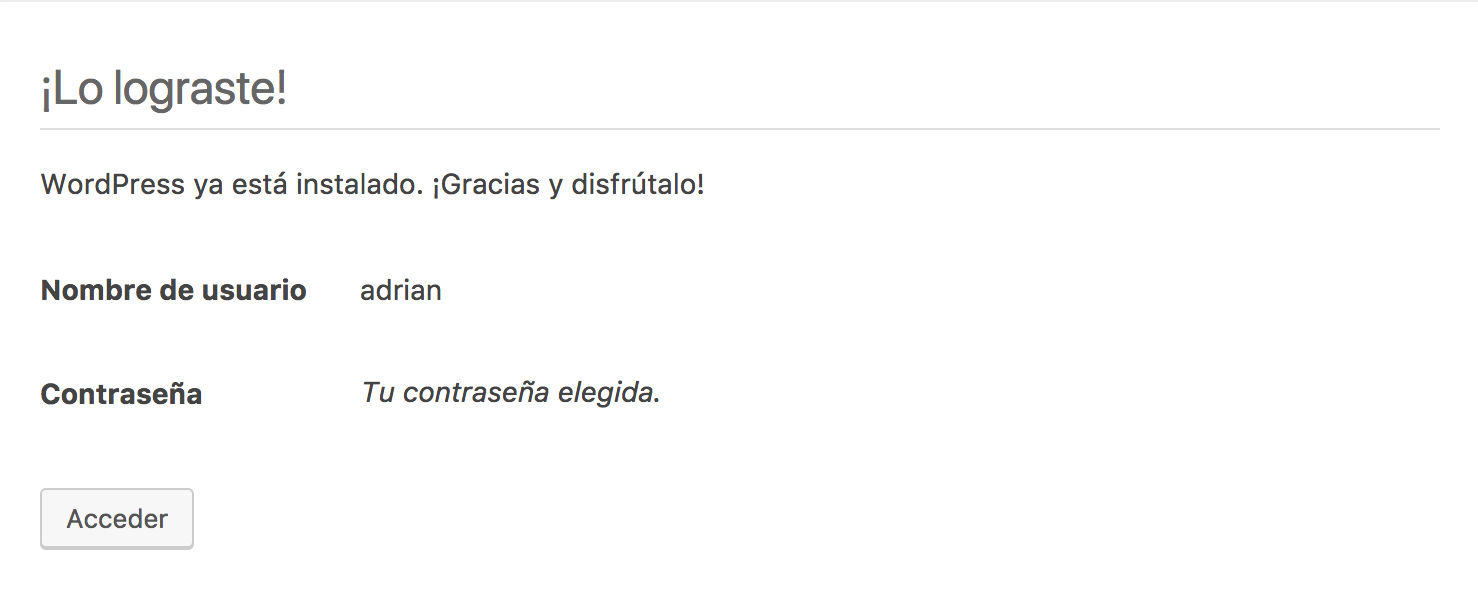 ¡Lo lograste!
WordPress ya está instalado. ¡Gracias y disfrútalo!
Nombre de usuario adrian
Contraseña Tu contraseña elegida.
Acceder